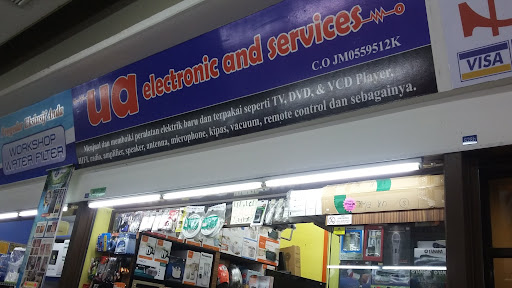 ua electronic and services
C.O JM0559512K
Menjual dan membaiki peralatan elektrik baru dan terpakai seperti TV, DVD, & VCD Player,
HIFI, radio, amplifier, speaker, antenna, microphone, kipas, vacuum, remote control dan sebagainya.
WORKSHOP
WATER FILTER
VISA